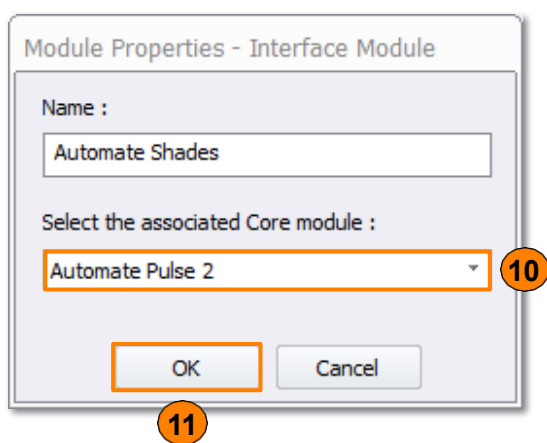 Module Properties - Interface Module
Name :
Automate Shades
Select the associated Core module :
Automate Pulse 2
10
OK Cancel
11